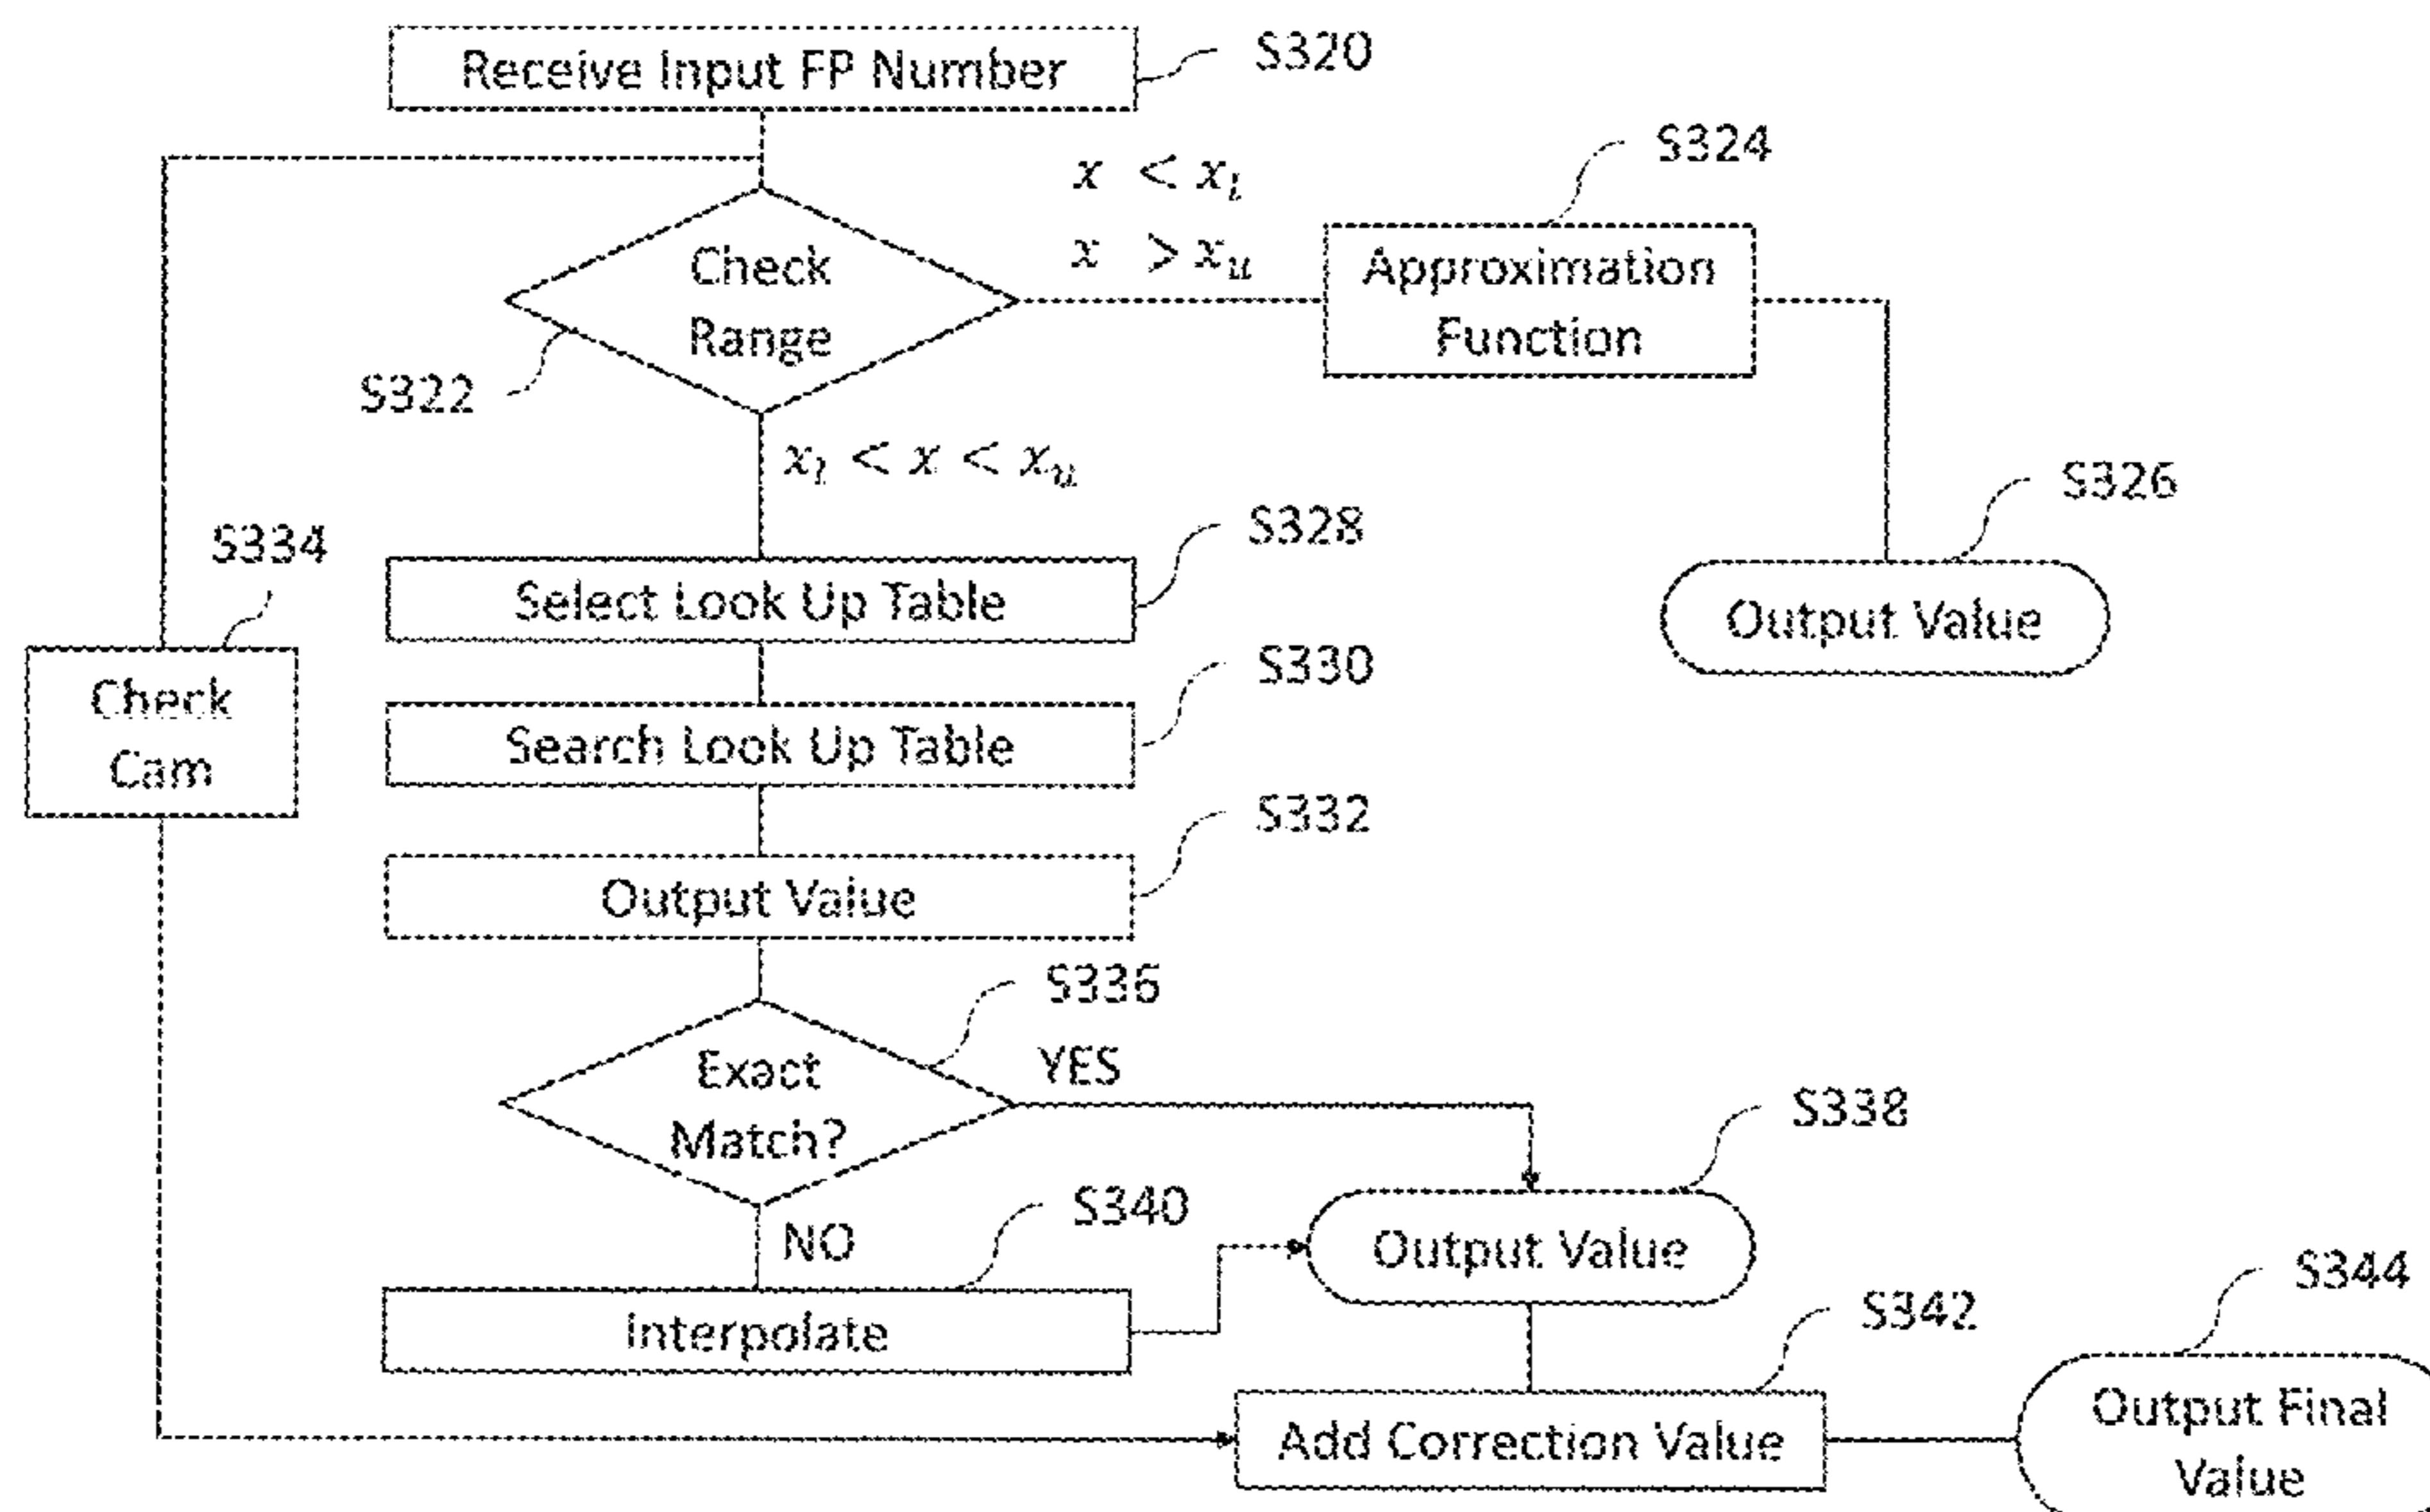 Receive Input FP Number
S320
x < x_l
x > x_u
S324
Check
Range
Approximation
Function
S322
x_l < x < x_u
S326
Output Value
S328
Select Look Up Table
S334
Check
Cam
S330
Search Look Up Table
S332
Output Value
S336
Exact
Match?
YES
S338
NO
S340
Output Value
Interpolate
S342
S344
Add Correction Value
Output Final
Value